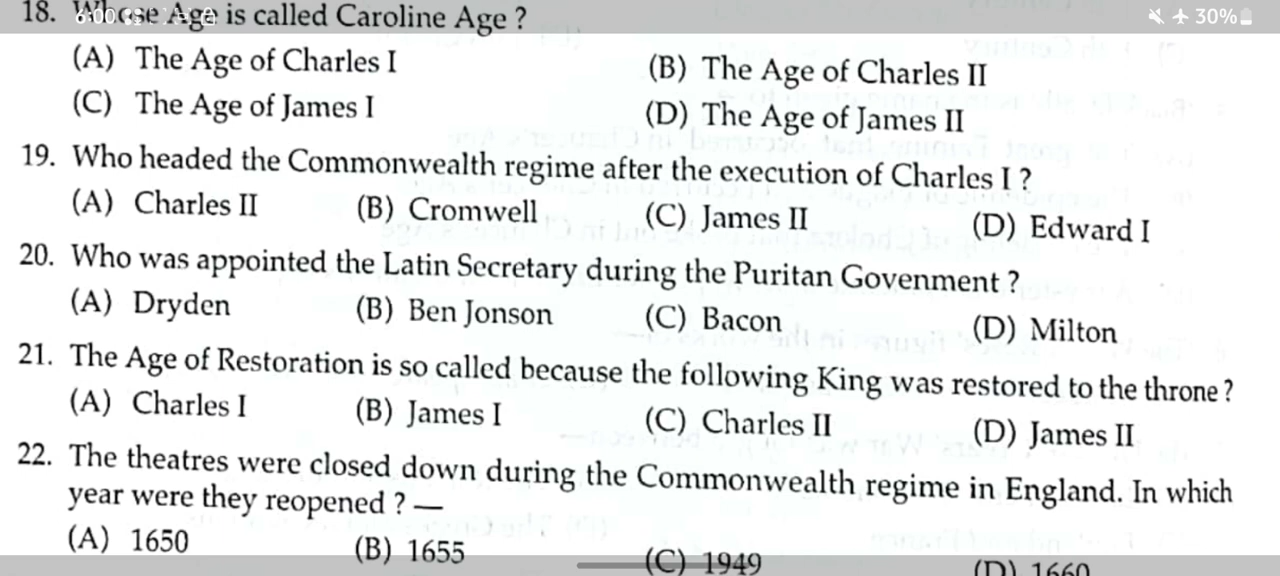 18. Whose Age is called Caroline Age ?
30%
(A) The Age of Charles I (B) The Age of Charles II
(C) The Age of James I (D) The Age of James II
19. Who headed the Commonwealth regime after the execution of Charles I ?
(A) Charles II (B) Cromwell (C) James II (D) Edward I
20. Who was appointed the Latin Secretary during the Puritan Govenment ?
(A) Dryden (B) Ben Jonson (C) Bacon (D) Milton
21. The Age of Restoration is so called because the following King was restored to the throne ?
(A) Charles I (B) James I (C) Charles II (D) James II
22. The theatres were closed down during the Commonwealth regime in England. In which
year were they reopened ? —
(A) 1650 (B) 1655 (C) 1949 (D) 1660